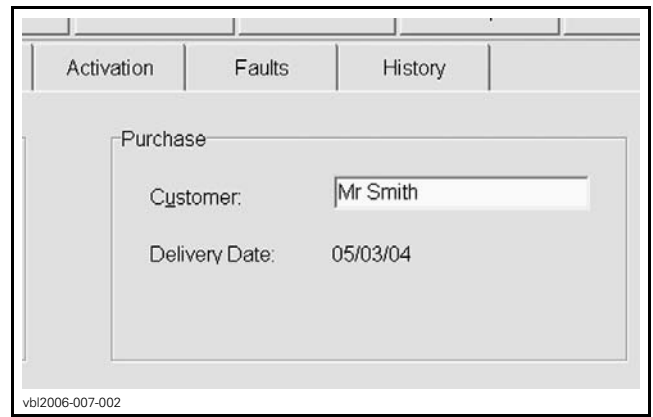 Activation Faults History
Purchase
Customer: Mr Smith
Delivery Date: 05/03/04
vbl2006-007-002